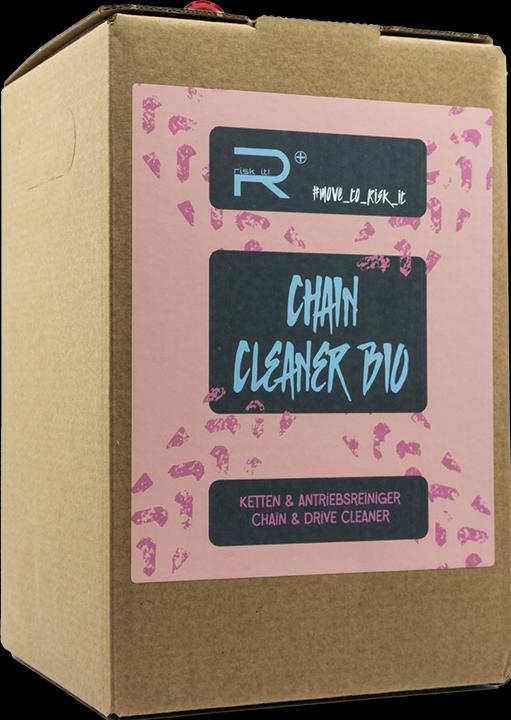 R
risk it!
#move_to_risk_it
CHAIN
CLEANER BIO
KETTEN & ANTRIEBSREINIGER
CHAIN & DRIVE CLEANER